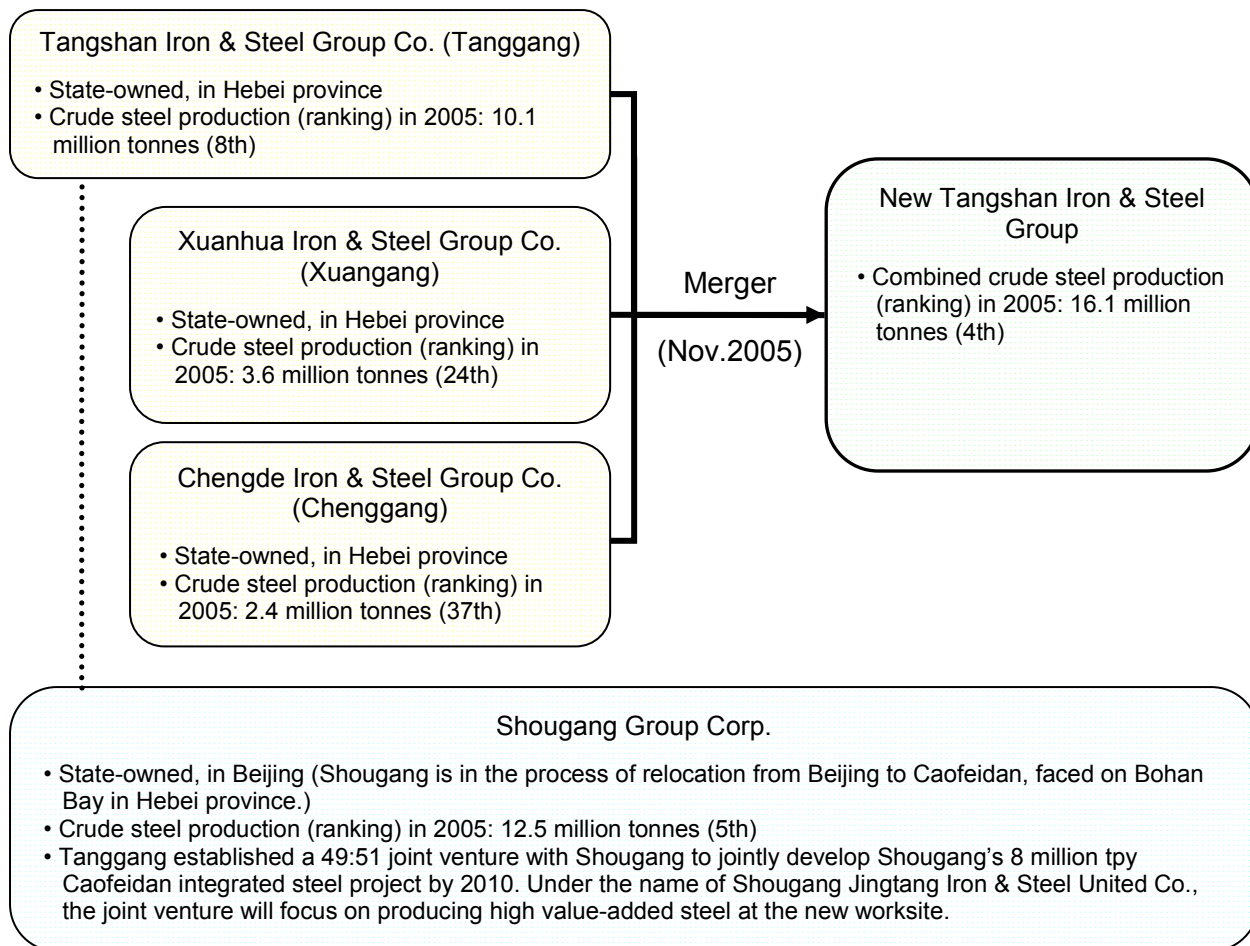 Tangshan Iron & Steel Group Co. (Tanggang)
• State-owned, in Hebei province
• Crude steel production (ranking) in 2005: 10.1
million tonnes (8th)
Xuanhua Iron & Steel Group Co.
(Xuangang)
• State-owned, in Hebei province
• Crude steel production (ranking) in
2005: 3.6 million tonnes (24th)
Chengde Iron & Steel Group Co.
(Chenggang)
• State-owned, in Hebei province
• Crude steel production (ranking) in
2005: 2.4 million tonnes (37th)
Merger
(Nov.2005)
New Tangshan Iron & Steel
Group
• Combined crude steel production
(ranking) in 2005: 16.1 million
tonnes (4th)
Shougang Group Corp.
• State-owned, in Beijing (Shougang is in the process of relocation from Beijing to Caofeidan, faced on Bohan
Bay in Hebei province.)
• Crude steel production (ranking) in 2005: 12.5 million tonnes (5th)
• Tanggang established a 49:51 joint venture with Shougang to jointly develop Shougang's 8 million tpy
Caofeidan integrated steel project by 2010. Under the name of Shougang Jingtang Iron & Steel United Co.,
the joint venture will focus on producing high value-added steel at the new worksite.